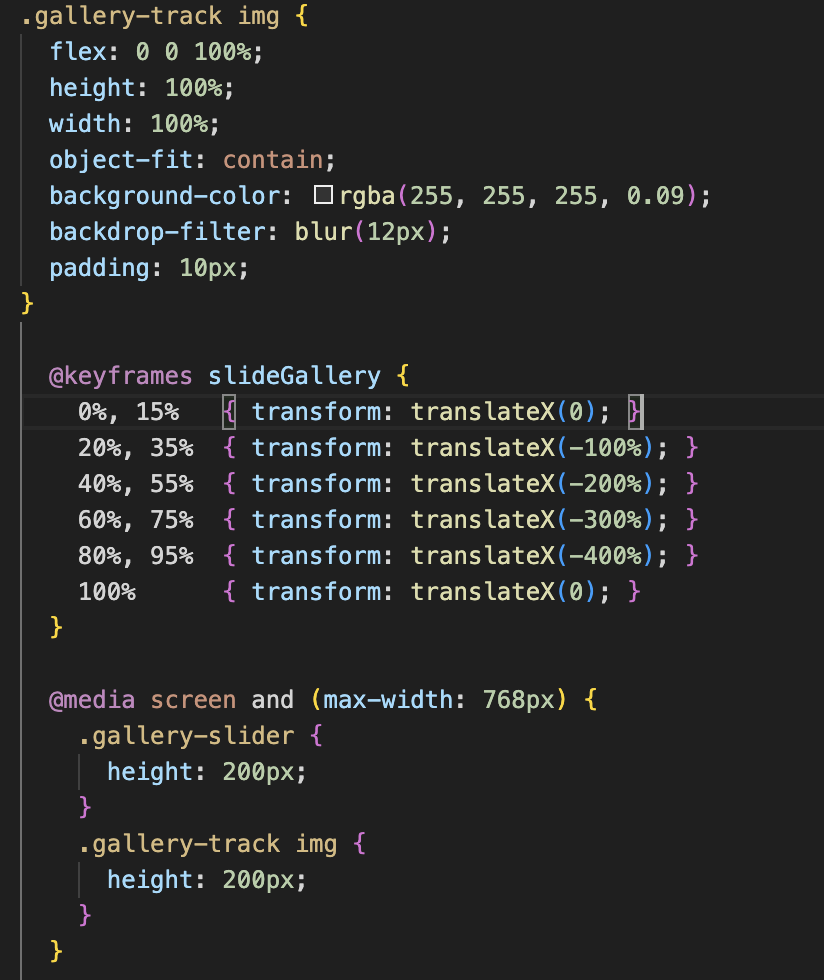 .gallery-track img {
  flex: 0 0 100%;
  height: 100%;
  width: 100%;
  object-fit: contain;
  background-color: rgba(255, 255, 255, 0.09);
  backdrop-filter: blur(12px);
  padding: 10px;
}
  @keyframes slideGallery {
    0%, 15%   { transform: translateX(0); }
    20%, 35%  { transform: translateX(-100%); }
    40%, 55%  { transform: translateX(-200%); }
    60%, 75%  { transform: translateX(-300%); }
    80%, 95%  { transform: translateX(-400%); }
    100%      { transform: translateX(0); }
  }
  @media screen and (max-width: 768px) {
    .gallery-slider {
      height: 200px;
    }
    .gallery-track img {
      height: 200px;
    }
  }